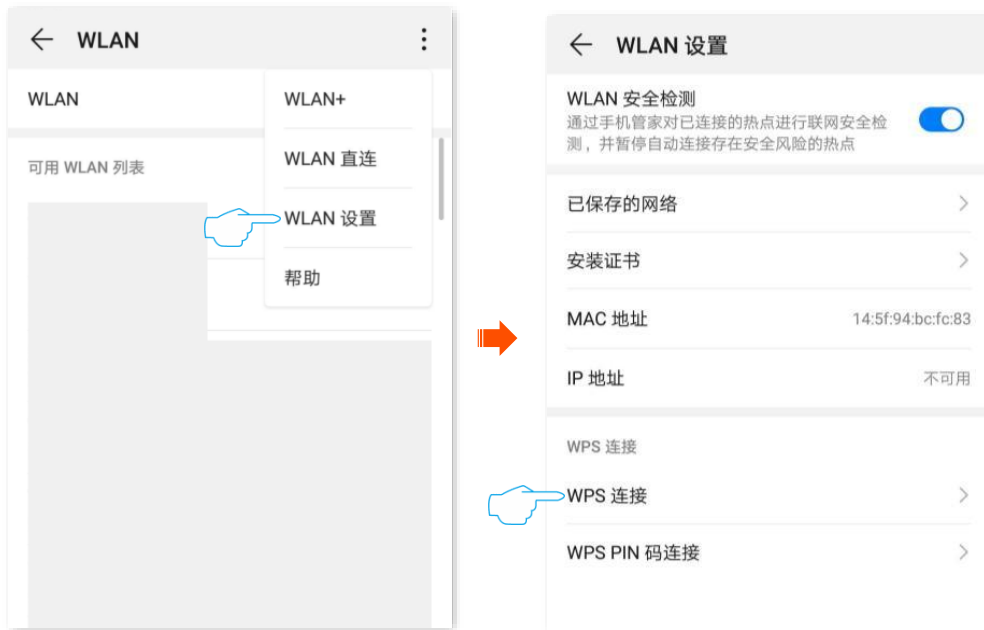 WLAN
WLAN
WLAN+
WLAN 直连
可用 WLAN 列表
WLAN 设置
帮助
WLAN 设置
WLAN 安全检测
通过手机管家对已连接的热点进行联网安全检
测，并暂停自动连接存在安全风险的热点
已保存的网络
安装证书
MAC 地址 14:5f:94:bc:fc:83
IP 地址 不可用
WPS 连接
WPS 连接
WPS PIN 码连接